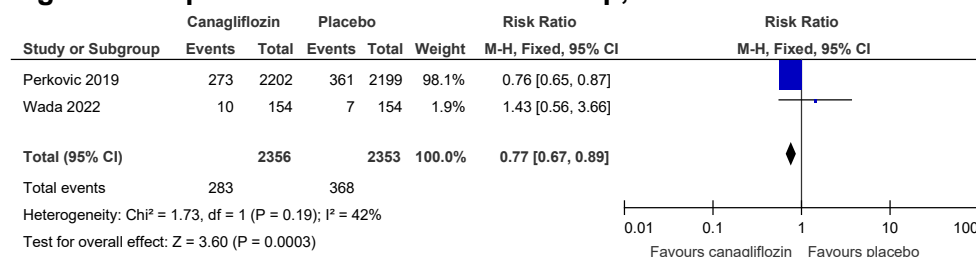 Canagliflozin Placebo Risk Ratio Risk Ratio
Study or Subgroup Events Total Events Total Weight M-H, Fixed, 95% CI M-H, Fixed, 95% CI
Perkovic 2019 273 2202 361 2199 98.1% 0.76 [0.65, 0.87]
Wada 2022 10 154 7 154 1.9% 1.43 [0.56, 3.66]
Total (95% CI) 2356 2353 100.0% 0.77 [0.67, 0.89]
Total events 283 368
Heterogeneity: Chi² = 1.73, df = 1 (P = 0.19); I² = 42%
Test for overall effect: Z = 3.60 (P = 0.0003)
0.01 0.1 1 10 100
Favours canagliflozin Favours placebo